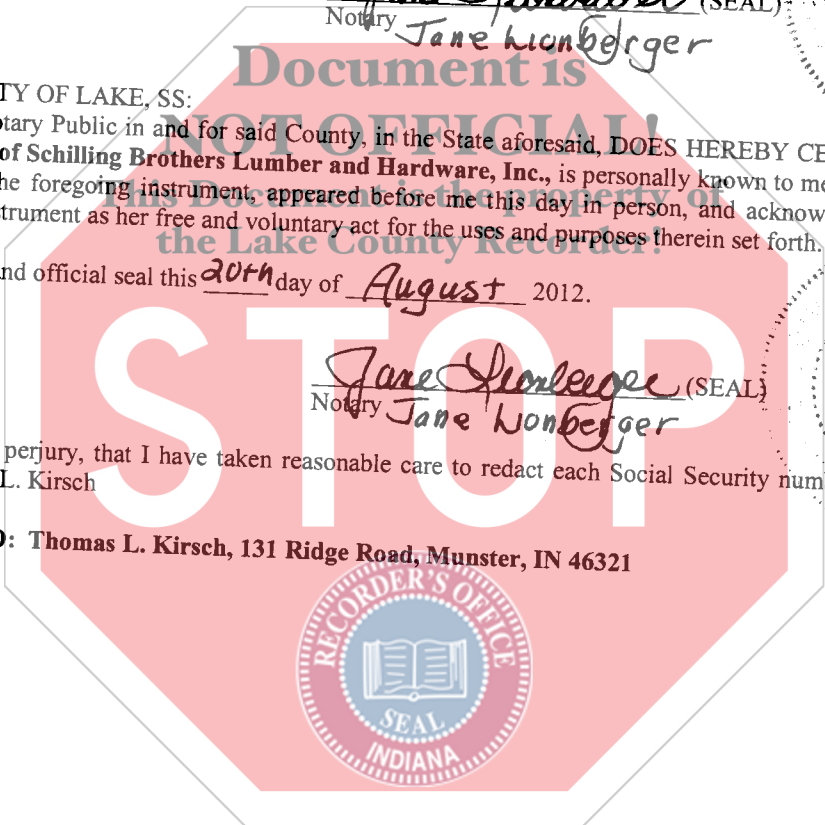 (SEAL)
Notary
Jane Lionberger
Document is
TY OF LAKE, SS:
otary Public in and for said County, in the State aforesaid, DOES HEREBY CE
NOT OFFICIAL!
of Schilling Brothers Lumber and Hardware, Inc., is personally known to me
he foregoing instrument, appeared before me this day in person, and acknow
This Document is the property of
trument as her free and voluntary act for the uses and purposes therein set forth.
the Lake County Recorder!
nd official seal this 20th day of August 2012.
STOP
Jane Lionberger (SEAL)
Notary Jane Lionberger
perjury, that I have taken reasonable care to redact each Social Security num
L. Kirsch
O: Thomas L. Kirsch, 131 Ridge Road, Munster, IN 46321
RECORDER'S OFFICE
SEAL
INDIANA